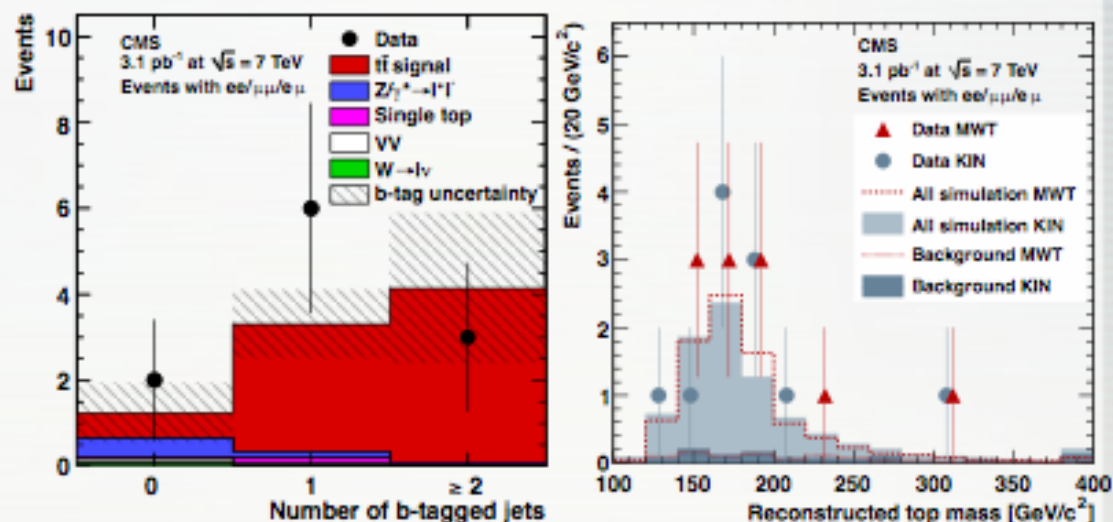 Events
10
8
6
4
2
0
CMS
3.1 pb⁻¹ at √s = 7 TeV
Events with ee/μμ/eμ
Data
tt̄ signal
Z/γ*→l⁺l⁻
Single top
VV
W→lν
b-tag uncertainty
0 1 ≥ 2
Number of b-tagged jets
Events / (20 GeV/c²)
6
5
4
3
2
1
0
CMS
3.1 pb⁻¹ at √s = 7 TeV
Events with ee/μμ/eμ
Data MWT
Data KIN
All simulation MWT
All simulation KIN
Background MWT
Background KIN
100 150 200 250 300 350 400
Reconstructed top mass [GeV/c²]